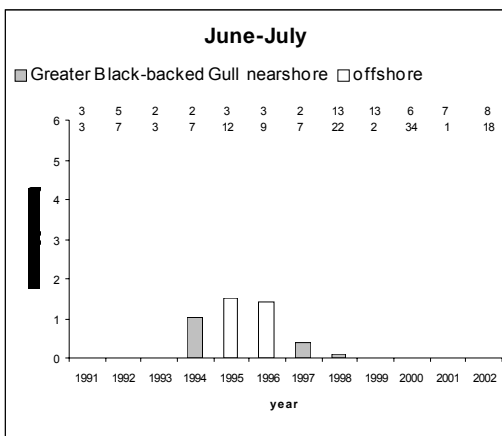 June-July
Greater Black-backed Gull nearshore offshore
3 5 2 2 3 3 2 13 13 6 7 8
3 7 3 7 12 9 7 22 2 34 1 18
6
5
4
3
2
1
0
1991 1992 1993 1994 1995 1996 1997 1998 1999 2000 2001 2002
year